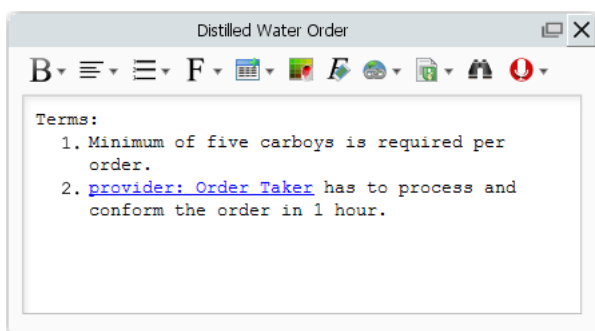 Distilled Water Order
Terms:
1. Minimum of five carboys is required per
order.
2. provider: Order Taker has to process and
conform the order in 1 hour.